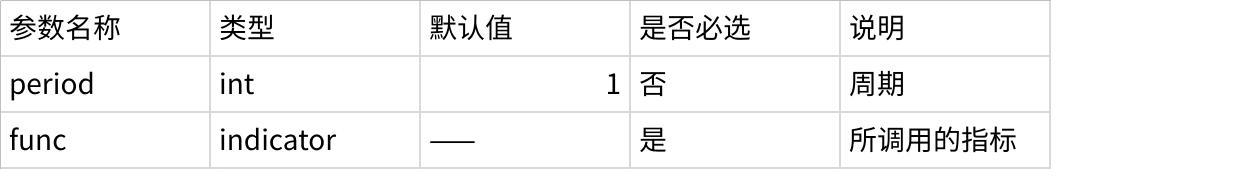 参数名称 类型 默认值 是否必选 说明
period int 1 否 周期
func indicator —— 是 所调用的指标